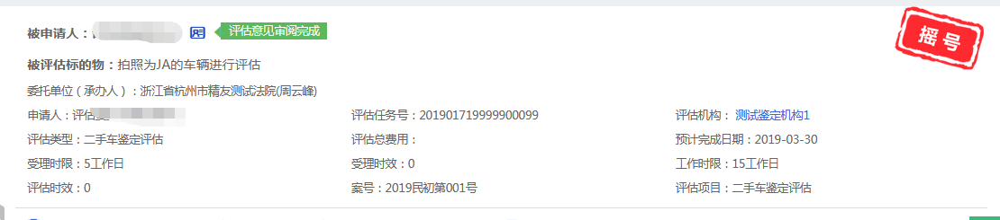 被申请人：
评估意见审阅完成
摇号
被评估标的物：拍照为JA的车辆进行评估
委托单位（承办人）：浙江省杭州市精友测试法院(周云峰)
申请人：评估
评估任务号：201901719999900099
评估机构：测试鉴定机构1
评估类型：二手车鉴定评估
评估总费用：
预计完成日期：2019-03-30
受理时限：5工作日
受理时效：0
工作时限：15工作日
评估时效：0
案号：2019民初第001号
评估项目：二手车鉴定评估